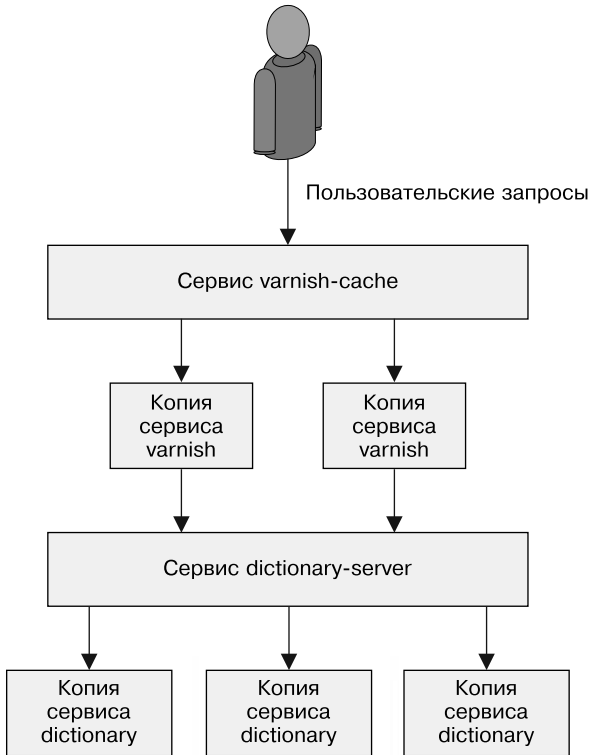 Пользовательские запросы
Сервис varnish-cache
Копия
сервиса
varnish
Копия
сервиса
varnish
Сервис dictionary-server
Копия
сервиса
dictionary
Копия
сервиса
dictionary
Копия
сервиса
dictionary